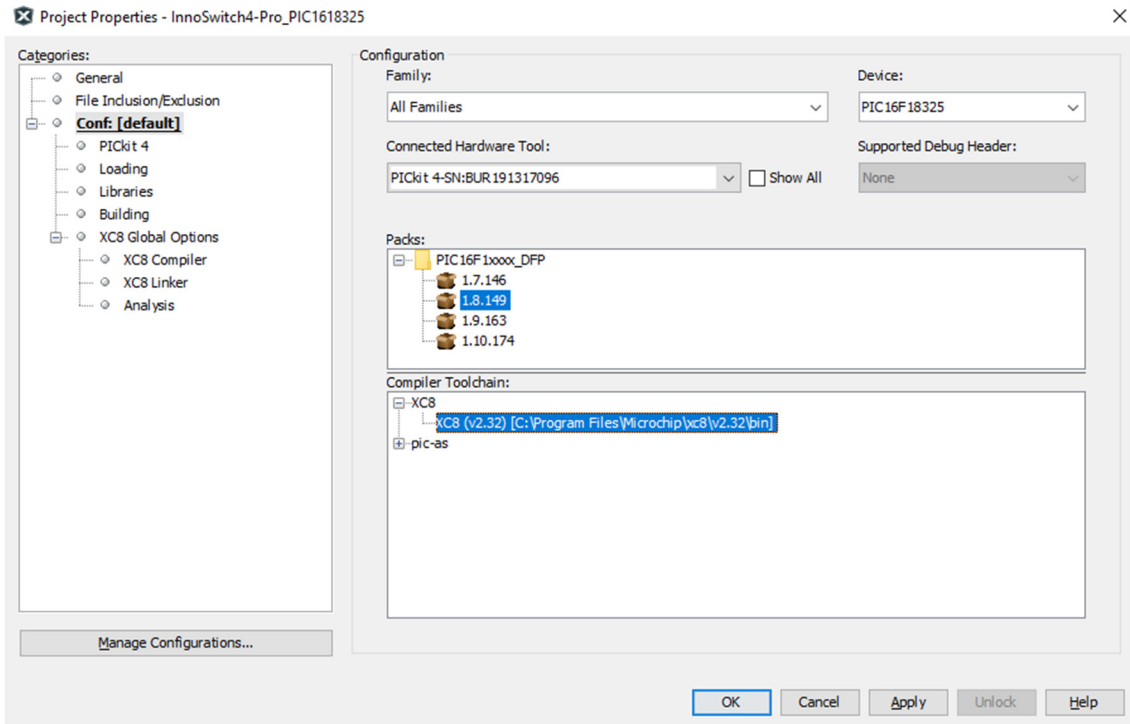 Project Properties - InnoSwitch4-Pro_PIC1618325
Categories:
General
File Inclusion/Exclusion
Conf: [default]
PICkit 4
Loading
Libraries
Building
XC8 Global Options
XC8 Compiler
XC8 Linker
Analysis
Manage Configurations...
Configuration
Family:
All Families
Device:
PIC16F18325
Connected Hardware Tool:
PICkit 4-SN:BUR191317096
Show All
Supported Debug Header:
None
Packs:
PIC16F1xxxx_DFP
1.7.146
1.8.149
1.9.163
1.10.174
Compiler Toolchain:
XC8
XC8 (v2.32) [C:\Program Files\Microchip\xc8\v2.32\bin]
pic-as
OK
Cancel
Apply
Unlock
Help